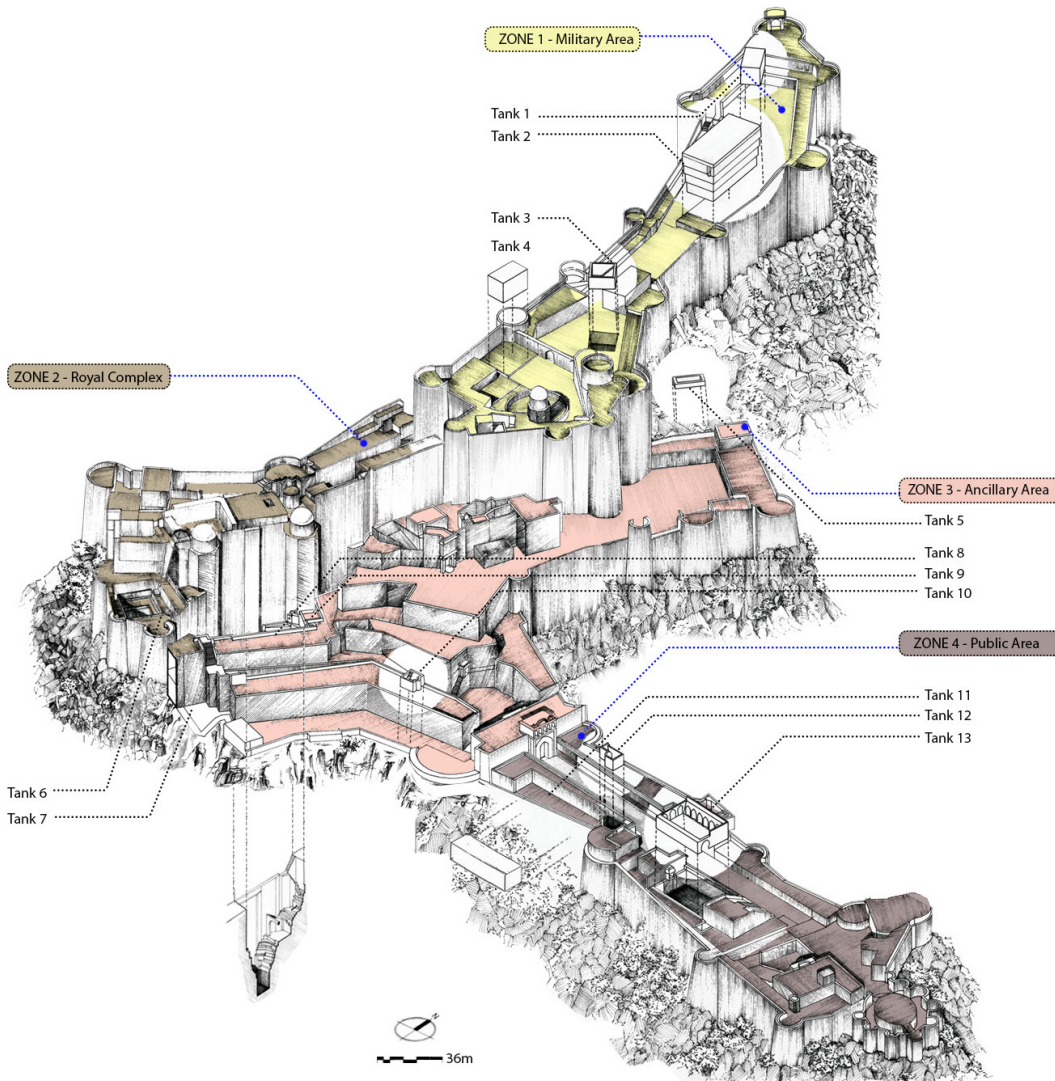 ZONE 1 - Military Area
Tank 1
Tank 2
Tank 3
Tank 4
ZONE 2 - Royal Complex
ZONE 3 - Ancillary Area
Tank 5
Tank 8
Tank 9
Tank 10
ZONE 4 - Public Area
Tank 11
Tank 12
Tank 13
Tank 6
Tank 7
N
36m